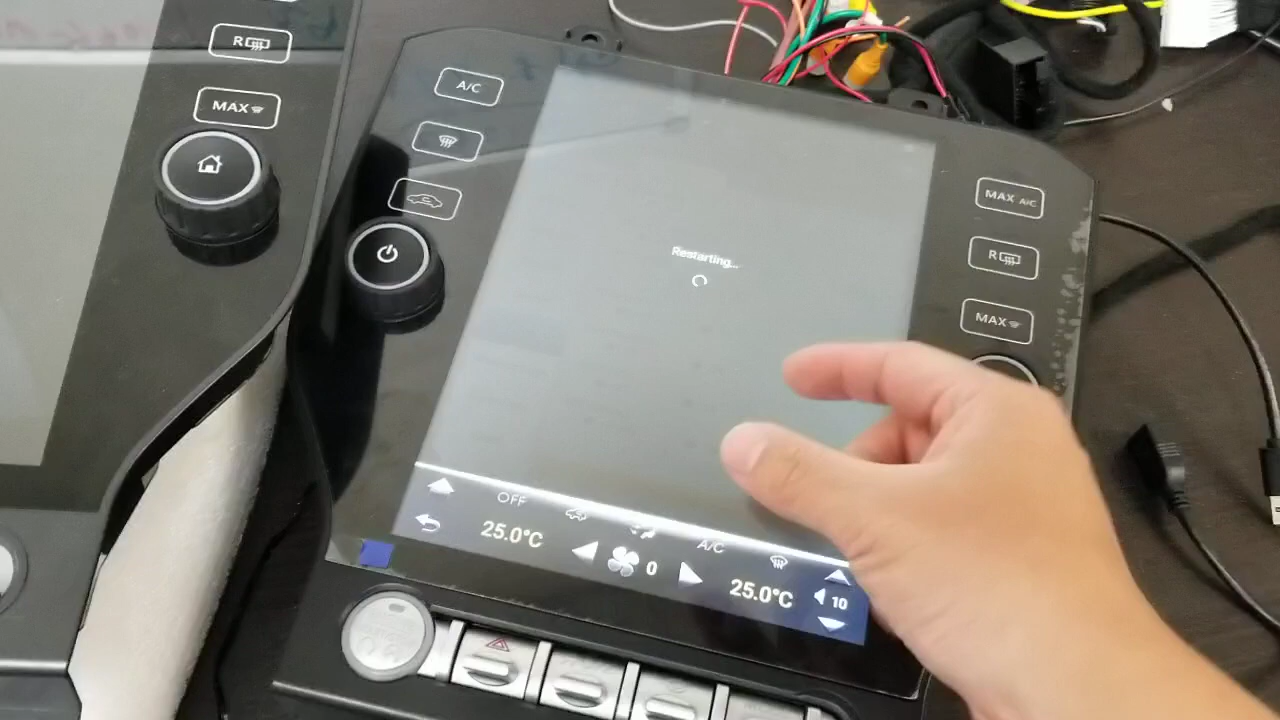 R
MAX
A/C
MAX A/C
R
MAX
Restarting...
OFF
A/C
25.0°C
0
25.0°C
10